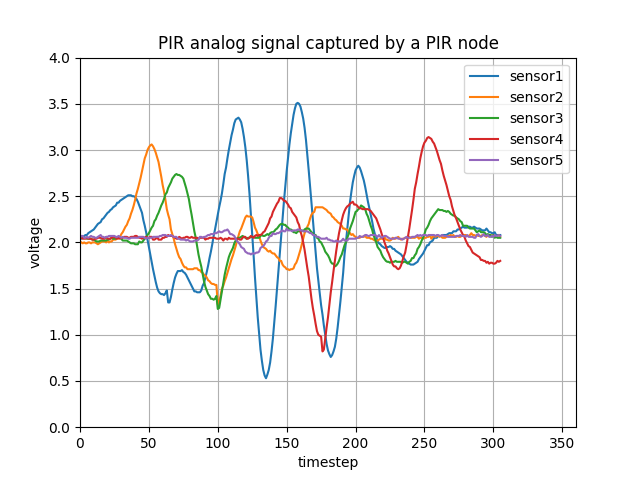 PIR analog signal captured by a PIR node
4.0
3.5
3.0
2.5
2.0
1.5
1.0
0.5
0.0
voltage
0 50 100 150 200 250 300 350
timestep
sensor1
sensor2
sensor3
sensor4
sensor5